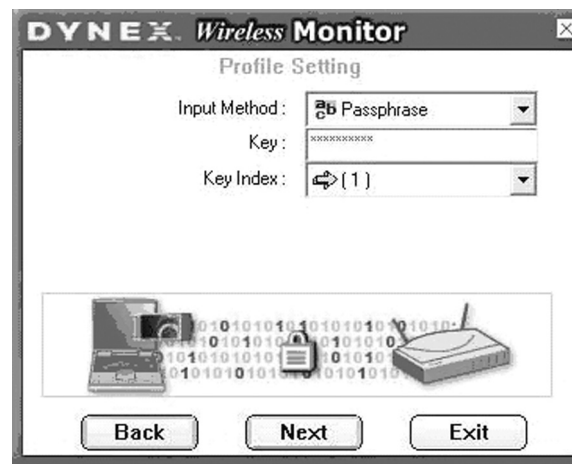 DYNEX Wireless Monitor
Profile Setting
Input Method : Passphrase
Key : **********
Key Index : (1)
Back Next Exit